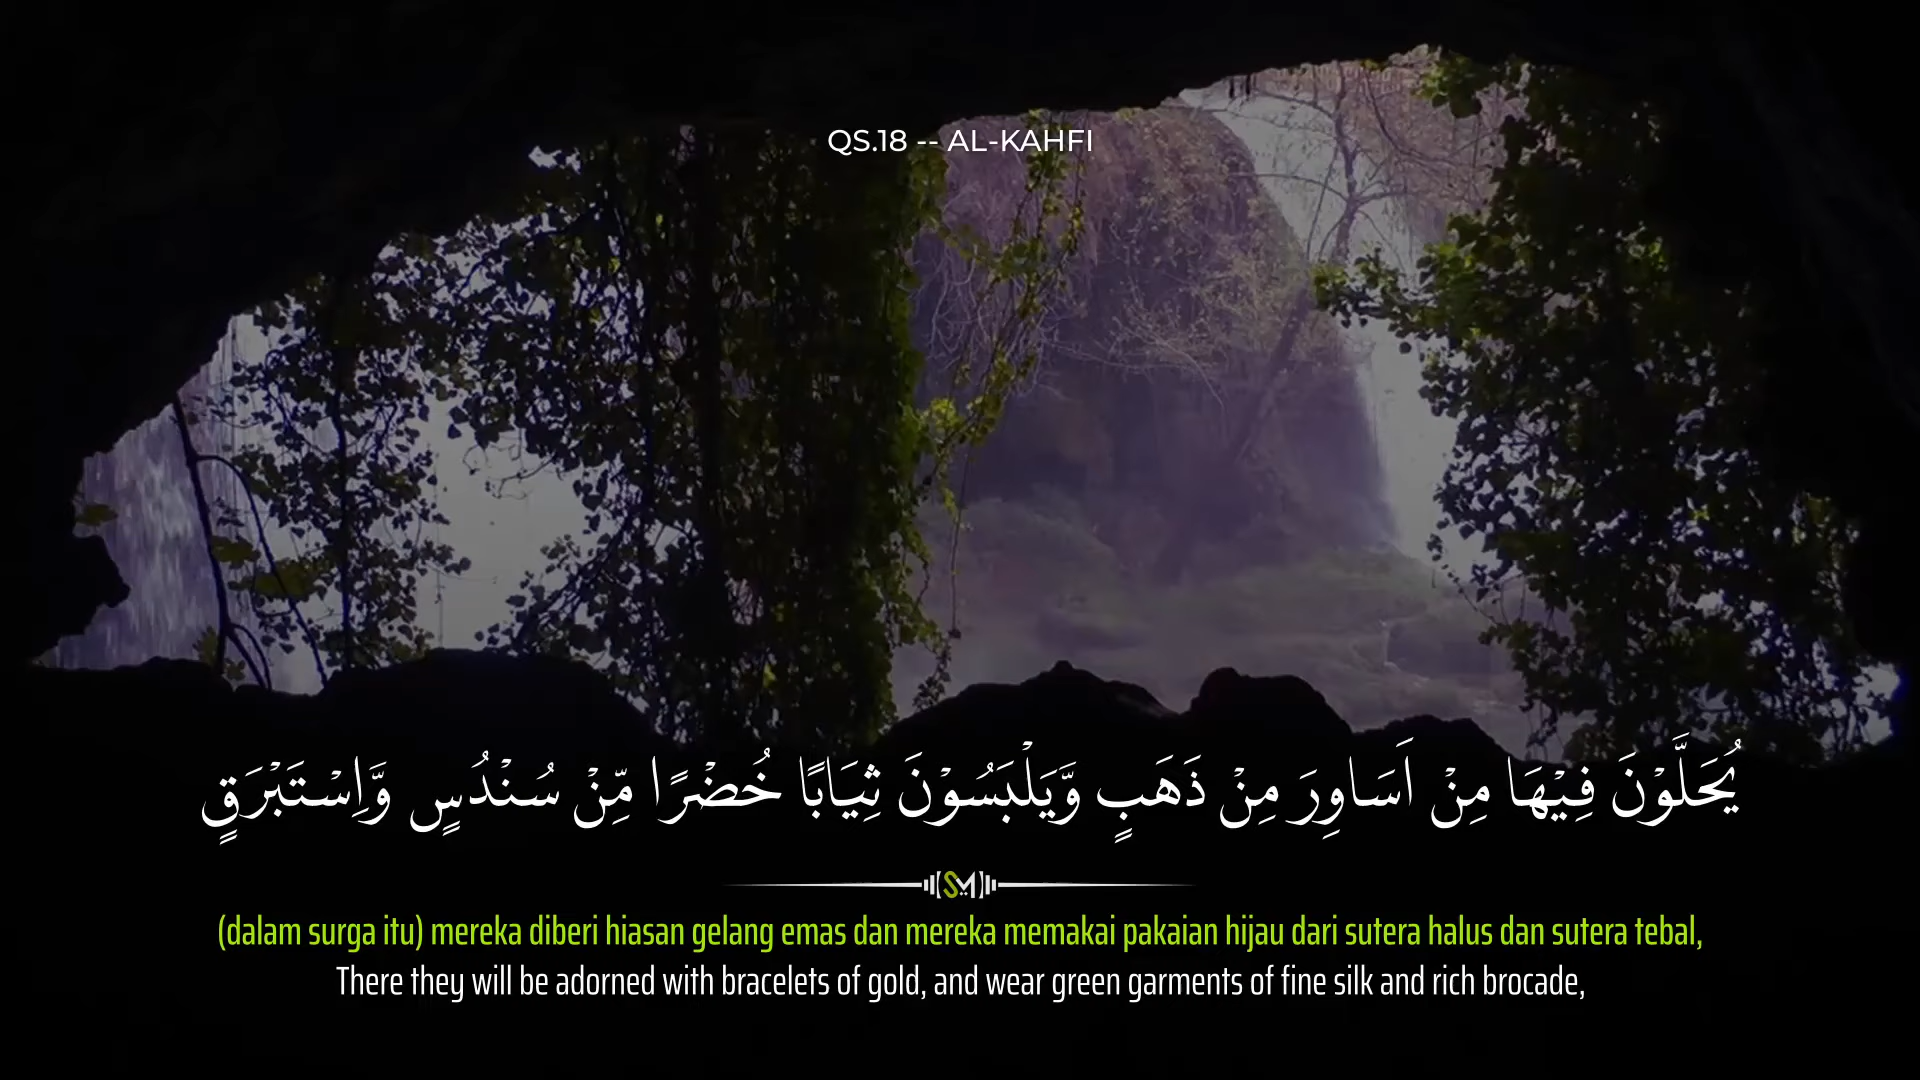 QS.18 -- AL-KAHFI
يُحَلَّوْنَ فِيْهَا مِنْ اَسَاوِرَ مِنْ ذَهَبٍ وَّيَلْبَسُوْنَ ثِيَابًا خُضْرًا مِّنْ سُنْدُسٍ وَّاِسْتَبْرَقٍ
SM
(dalam surga itu) mereka diberi hiasan gelang emas dan mereka memakai pakaian hijau dari sutera halus dan sutera tebal,
There they will be adorned with bracelets of gold, and wear green garments of fine silk and rich brocade,